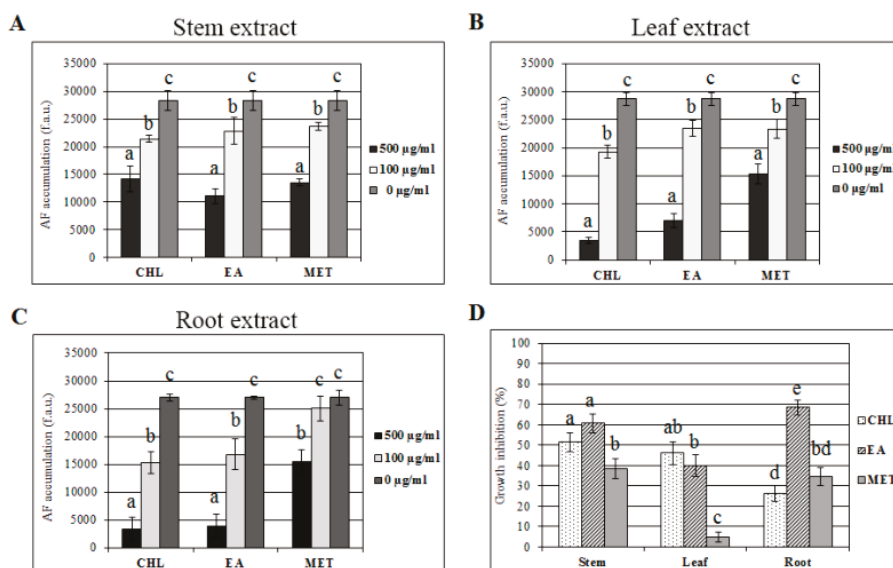 A
Stem extract
AF accumulation (f.a.u.)
35000
30000
25000
20000
15000
10000
5000
0
a b c
a b c
a b c
CHL EA MET
500 µg/ml
100 µg/ml
0 µg/ml
B
Leaf extract
AF accumulation (f.a.u.)
35000
30000
25000
20000
15000
10000
5000
0
a b c
a b c
a b c
CHL EA MET
500 µg/ml
100 µg/ml
0 µg/ml
C
Root extract
AF accumulation (f.a.u.)
35000
30000
25000
20000
15000
10000
5000
0
a b c
a b c
b c c
CHL EA MET
500 µg/ml
100 µg/ml
0 µg/ml
D
Growth inhibition (%)
100
90
80
70
60
50
40
30
20
10
0
a a b
ab b c
d e bd
Stem Leaf Root
CHL
EA
MET